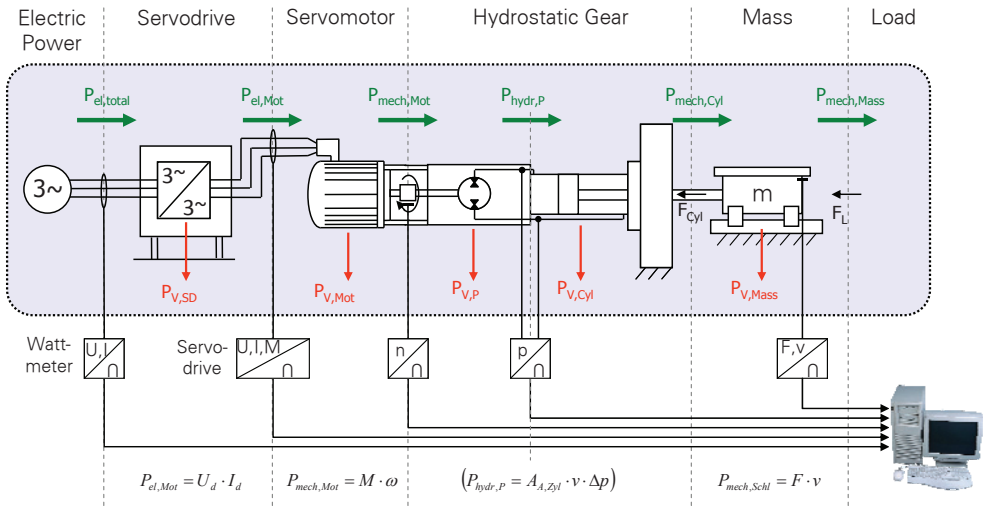 Electric Power
Servodrive
Servomotor
Hydrostatic Gear
Mass
Load
P_el,total
P_el,Mot
P_mech,Mot
P_hydr,P
P_mech,Cyl
P_mech,Mass
3~
3~
3~
m
F_Cyl
F_L
P_V,SD
P_V,Mot
P_V,P
P_V,Cyl
P_V,Mass
Watt-
meter
U,I
∩
Servo-
drive
U,I,M
∩
n
∩
p
∩
F,v
∩
P_el,Mot = U_d · I_d
P_mech,Mot = M · ω
(P_hydr,P = A_A,Zyl · v · Δp)
P_mech,Schl = F · v